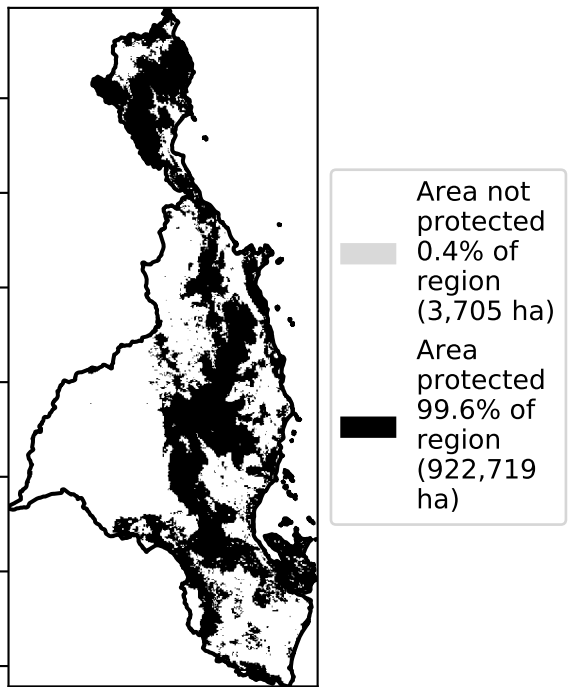 Area not
protected
0.4% of
region
(3,705 ha)
Area
protected
99.6% of
region
(922,719
ha)